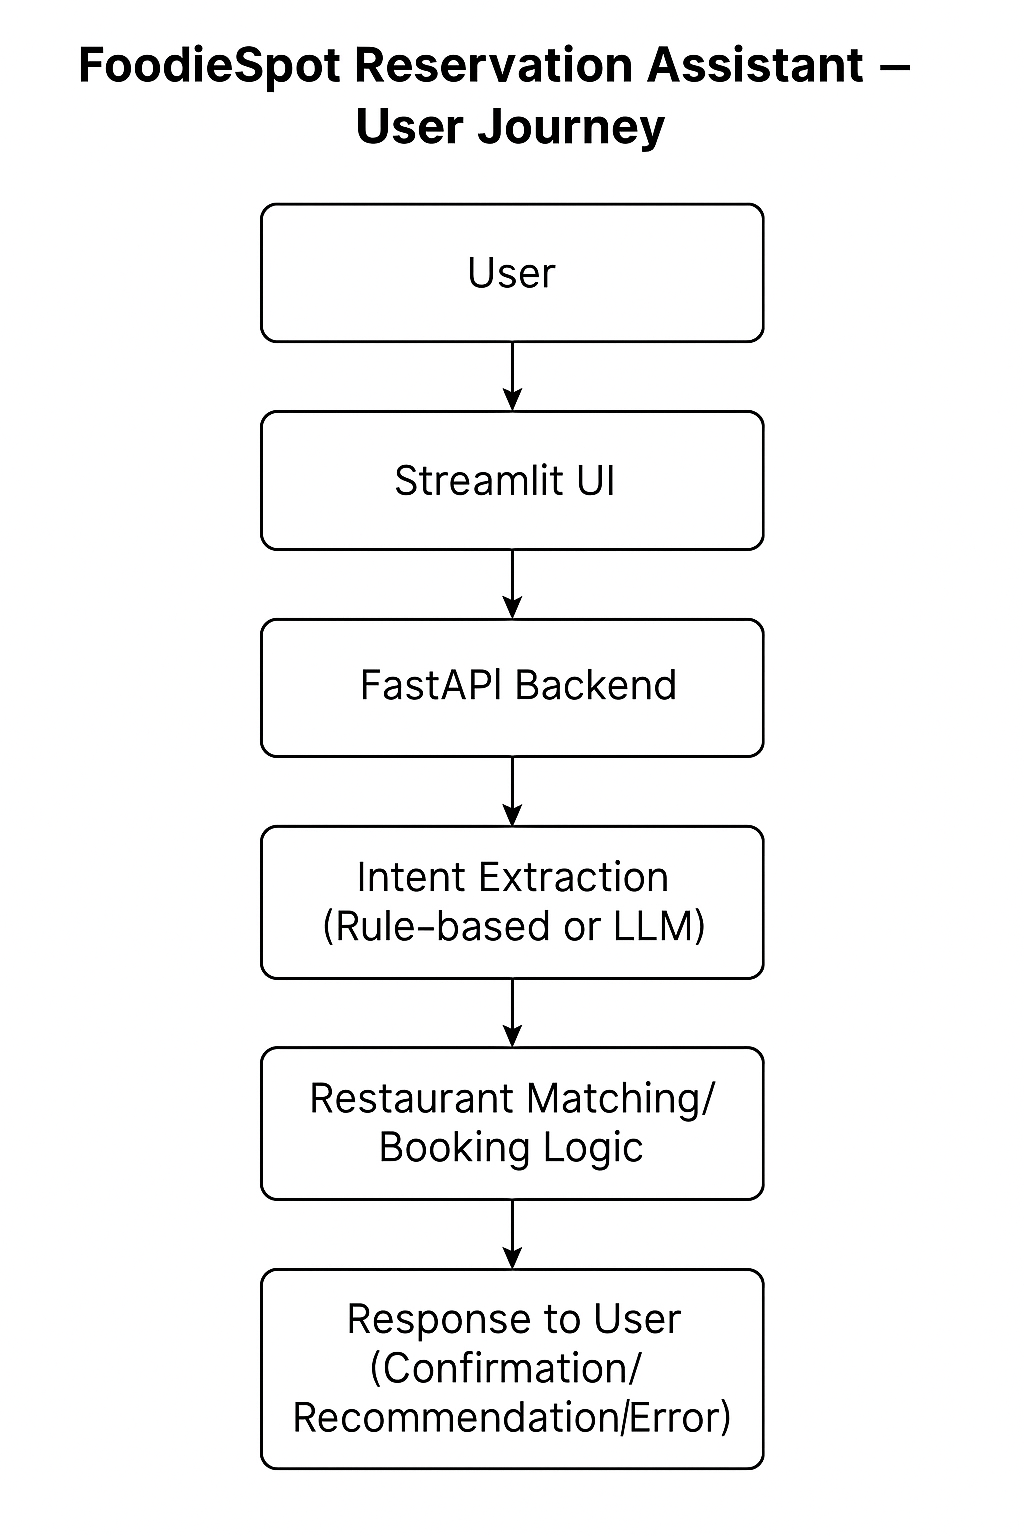 FoodieSpot Reservation Assistant –
User Journey
User
Streamlit UI
FastAPI Backend
Intent Extraction
(Rule-based or LLM)
Restaurant Matching/
Booking Logic
Response to User
(Confirmation/
Recommendation/Error)